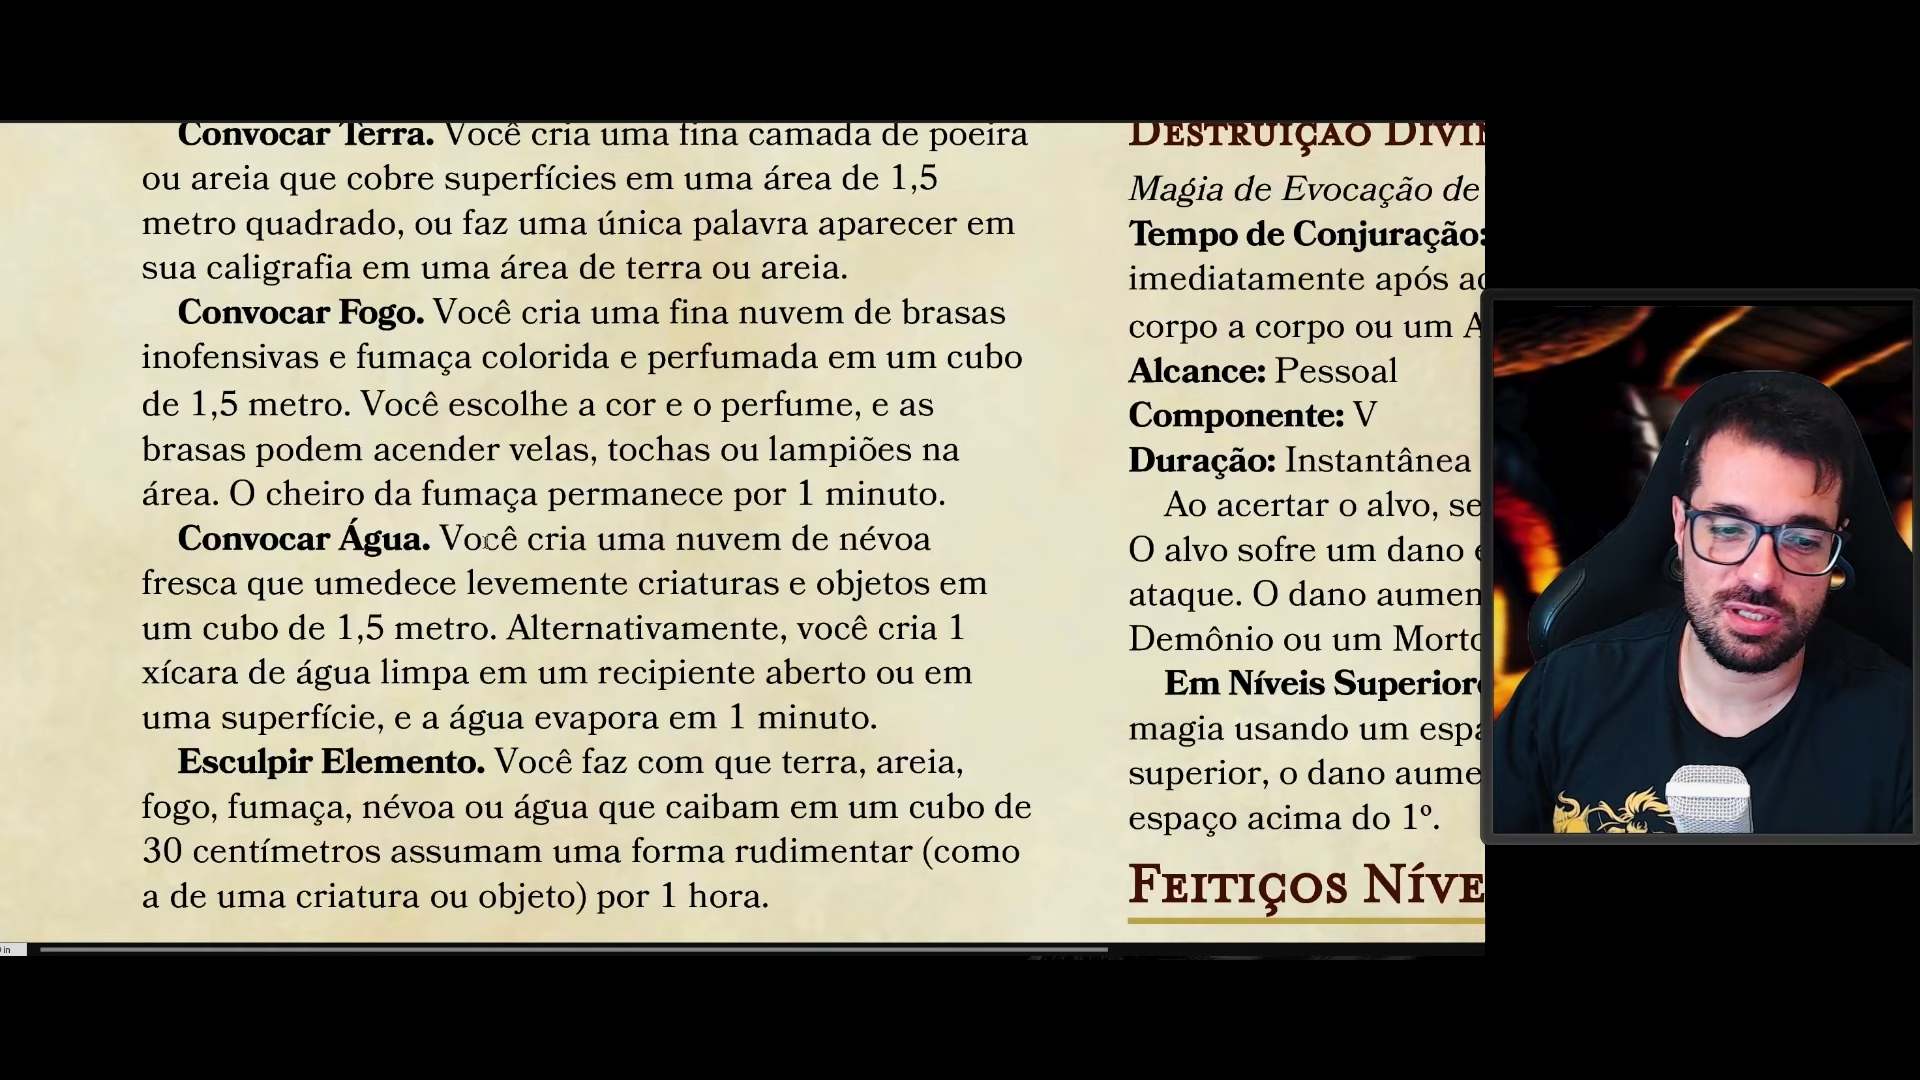 Convocar Terra. Você cria uma fina camada de poeira
ou areia que cobre superfícies em uma área de 1,5
metro quadrado, ou faz uma única palavra aparecer em
sua caligrafia em uma área de terra ou areia.
Convocar Fogo. Você cria uma fina nuvem de brasas
inofensivas e fumaça colorida e perfumada em um cubo
de 1,5 metro. Você escolhe a cor e o perfume, e as
brasas podem acender velas, tochas ou lampiões na
área. O cheiro da fumaça permanece por 1 minuto.
Convocar Água. Você cria uma nuvem de névoa
fresca que umedece levemente criaturas e objetos em
um cubo de 1,5 metro. Alternativamente, você cria 1
xícara de água limpa em um recipiente aberto ou em
uma superfície, e a água evapora em 1 minuto.
Esculpir Elemento. Você faz com que terra, areia,
fogo, fumaça, névoa ou água que caibam em um cubo de
30 centímetros assumam uma forma rudimentar (como
a de uma criatura ou objeto) por 1 hora.
Destruição
Magia de Evocação de
Tempo de Conjuração:
imediatamente após
corpo a corpo ou um
Alcance: Pessoal
Componente: V
Duração: Instantânea
Ao acertar o alvo,
O alvo sofre um dano
ataque. O dano
Demônio ou um
Em Níveis
magia usando um
superior, o dano
espaço acima do 1º.
Feitiços
in